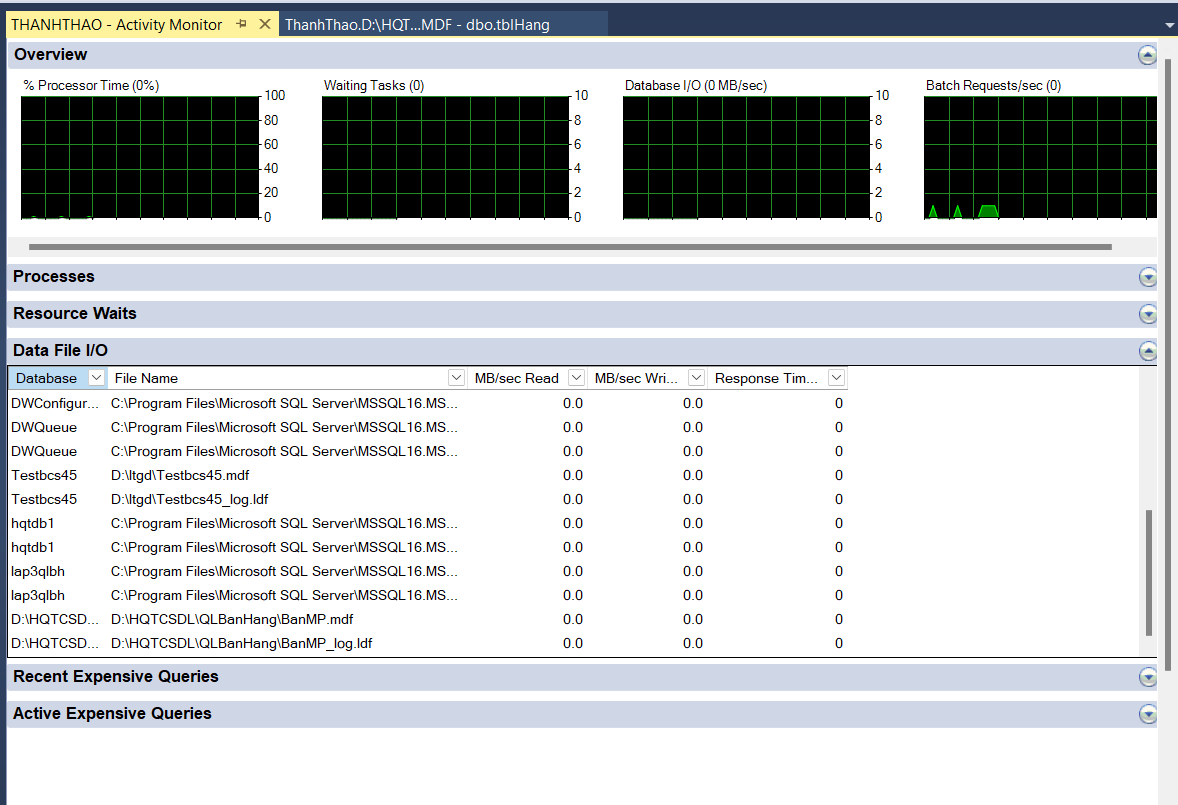 THANHTHAO - Activity Monitor ThanhThao.D:\HQT...MDF - dbo.tblHang
Overview
% Processor Time (0%) Waiting Tasks (0) Database I/O (0 MB/sec) Batch Requests/sec (0)
100 10 10
80 8 8
60 6 6
40 4 4
20 2 2
0 0 0
Processes
Resource Waits
Data File I/O
Database File Name MB/sec Read MB/sec Wri... Response Tim...
DWConfigur... C:\Program Files\Microsoft SQL Server\MSSQL16.MS... 0.0 0.0 0
DWQueue C:\Program Files\Microsoft SQL Server\MSSQL16.MS... 0.0 0.0 0
DWQueue C:\Program Files\Microsoft SQL Server\MSSQL16.MS... 0.0 0.0 0
Testbcs45 D:\ltgd\Testbcs45.mdf 0.0 0.0 0
Testbcs45 D:\ltgd\Testbcs45_log.ldf 0.0 0.0 0
hqtdb1 C:\Program Files\Microsoft SQL Server\MSSQL16.MS... 0.0 0.0 0
hqtdb1 C:\Program Files\Microsoft SQL Server\MSSQL16.MS... 0.0 0.0 0
lap3qlbh C:\Program Files\Microsoft SQL Server\MSSQL16.MS... 0.0 0.0 0
lap3qlbh C:\Program Files\Microsoft SQL Server\MSSQL16.MS... 0.0 0.0 0
D:\HQTCSD... D:\HQTCSDL\QLBanHang\BanMP.mdf 0.0 0.0 0
D:\HQTCSD... D:\HQTCSDL\QLBanHang\BanMP_log.ldf 0.0 0.0 0
Recent Expensive Queries
Active Expensive Queries